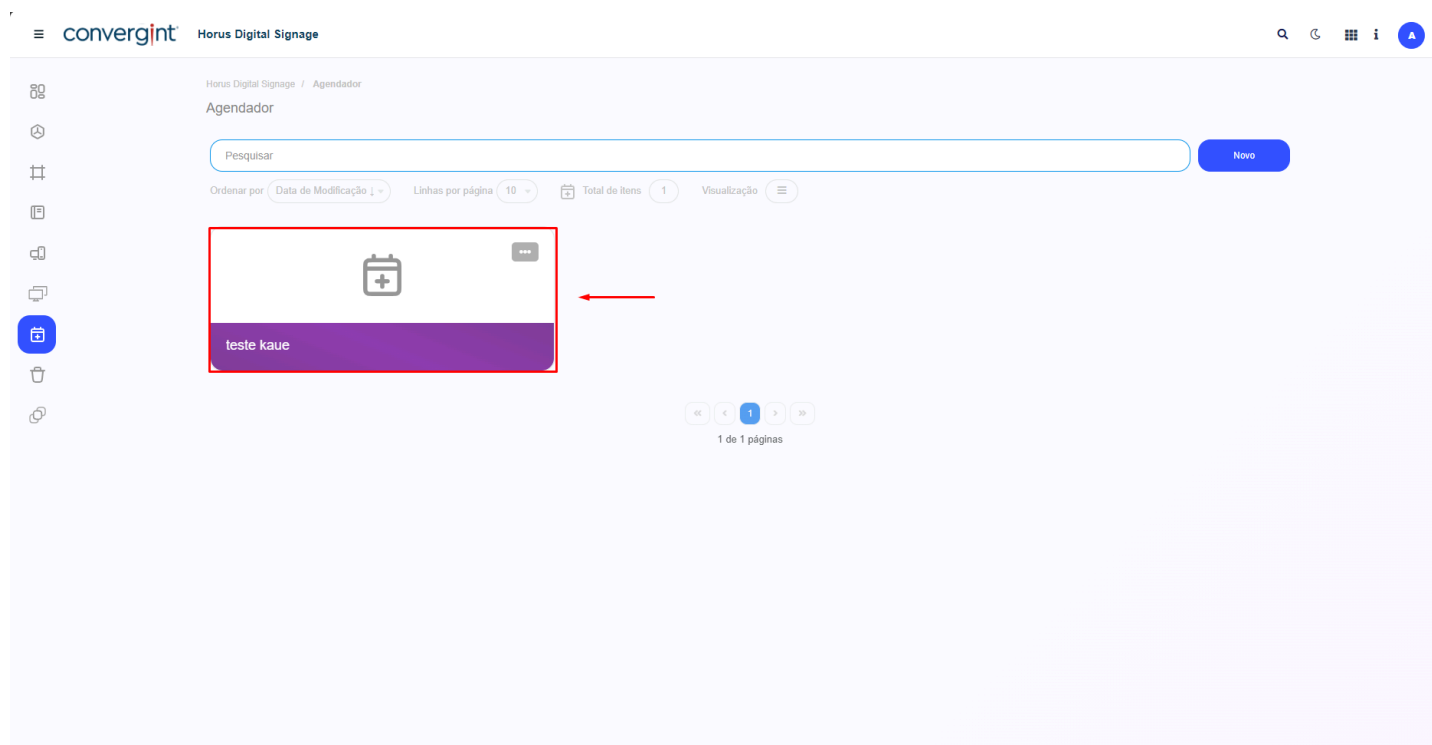 convergint Horus Digital Signage i A
Horus Digital Signage / Agendador
Agendador
Pesquisar Novo
Ordenar por Data de Modificação ↓ Linhas por página 10 Total de itens 1 Visualização
teste kaue
« ‹ 1 › »
1 de 1 páginas